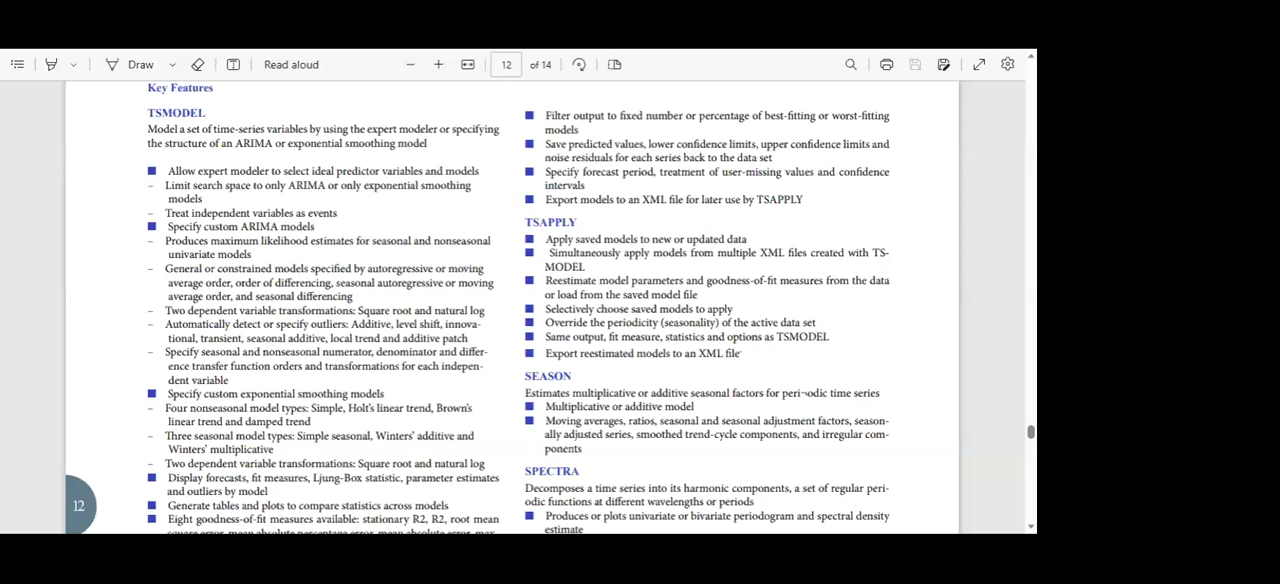 Draw
Read aloud
12
of 14
Key Features
TSMODEL
Model a set of time-series variables by using the expert modeler or specifying
the structure of an ARIMA or exponential smoothing model
■ Allow expert modeler to select ideal predictor variables and models
– Limit search space to only ARIMA or only exponential smoothing
models
– Treat independent variables as events
■ Specify custom ARIMA models
– Produces maximum likelihood estimates for seasonal and nonseasonal
univariate models
– General or constrained models specified by autoregressive or moving
average order, order of differencing, seasonal autoregressive or moving
average order, and seasonal differencing
– Two dependent variable transformations: Square root and natural log
– Automatically detect or specify outliers: Additive, level shift, innova-
tional, transient, seasonal additive, local trend and additive patch
– Specify seasonal and nonseasonal numerator, denominator and differ-
ence transfer function orders and transformations for each indepen-
dent variable
■ Specify custom exponential smoothing models
– Four nonseasonal model types: Simple, Holt's linear trend, Brown's
linear trend and damped trend
– Three seasonal model types: Simple seasonal, Winters' additive and
Winters' multiplicative
– Two dependent variable transformations: Square root and natural log
■ Display forecasts, fit measures, Ljung-Box statistic, parameter estimates
and outliers by model
■ Generate tables and plots to compare statistics across models
■ Eight goodness-of-fit measures available: stationary R2, R2, root mean
square error, mean absolute percentage error, mean absolute error, max
■ Filter output to fixed number or percentage of best-fitting or worst-fitting
models
■ Save predicted values, lower confidence limits, upper confidence limits and
noise residuals for each series back to the data set
■ Specify forecast period, treatment of user-missing values and confidence
intervals
■ Export models to an XML file for later use by TSAPPLY
TSAPPLY
■ Apply saved models to new or updated data
■ Simultaneously apply models from multiple XML files created with TS-
MODEL
■ Reestimate model parameters and goodness-of-fit measures from the data
or load from the saved model file
■ Selectively choose saved models to apply
■ Override the periodicity (seasonality) of the active data set
■ Same output, fit measure, statistics and options as TSMODEL
■ Export reestimated models to an XML file
SEASON
Estimates multiplicative or additive seasonal factors for peri¬odic time series
■ Multiplicative or additive model
■ Moving averages, ratios, seasonal and seasonal adjustment factors, season-
ally adjusted series, smoothed trend-cycle components, and irregular com-
ponents
SPECTRA
Decomposes a time series into its harmonic components, a set of regular peri-
odic functions at different wavelengths or periods
■ Produces or plots univariate or bivariate periodogram and spectral density
estimate
12